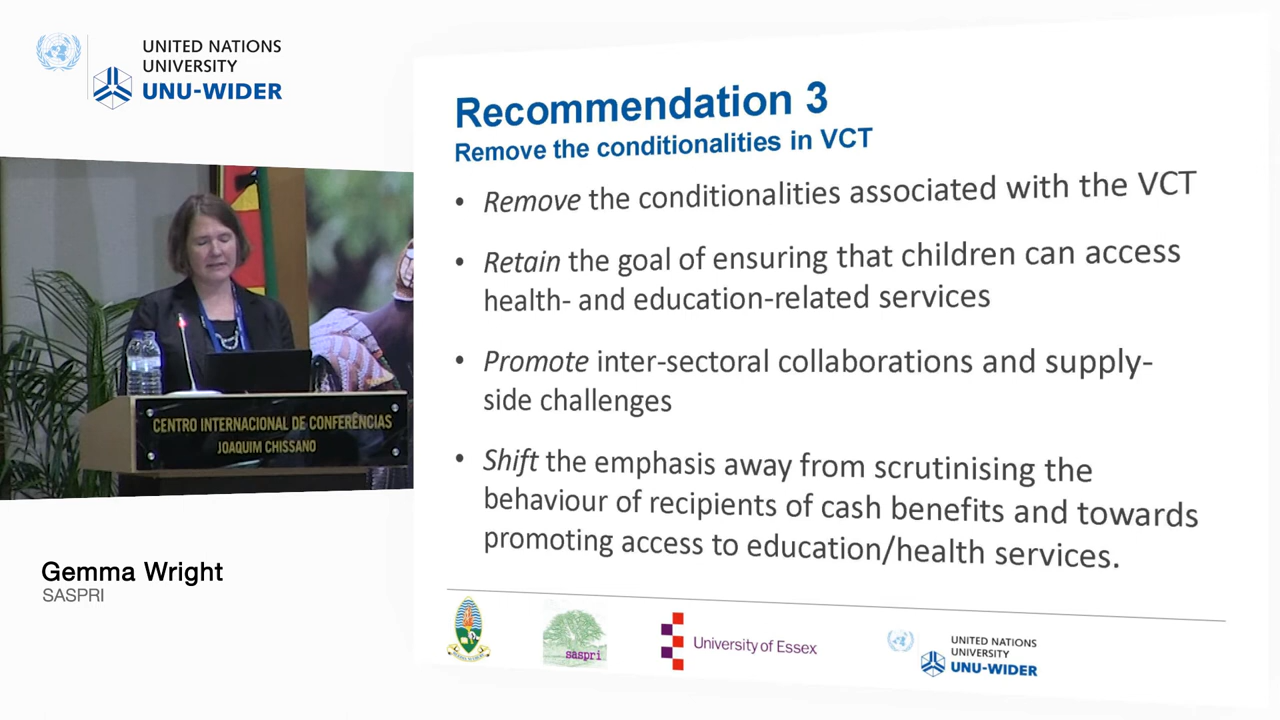 UNITED NATIONS
UNIVERSITY
UNU-WIDER
Recommendation 3
Remove the conditionalities in VCT
• Remove the conditionalities associated with the VCT
• Retain the goal of ensuring that children can access
health- and education-related services
• Promote inter-sectoral collaborations and supply-
side challenges
• Shift the emphasis away from scrutinising the
behaviour of recipients of cash benefits and towards
promoting access to education/health services.
CENTRO INTERNACIONAL DE CONFERÊNCIAS
JOAQUIM CHISSANO
Gemma Wright
SASPRI
saspri
University of Essex
UNITED NATIONS
UNIVERSITY
UNU-WIDER